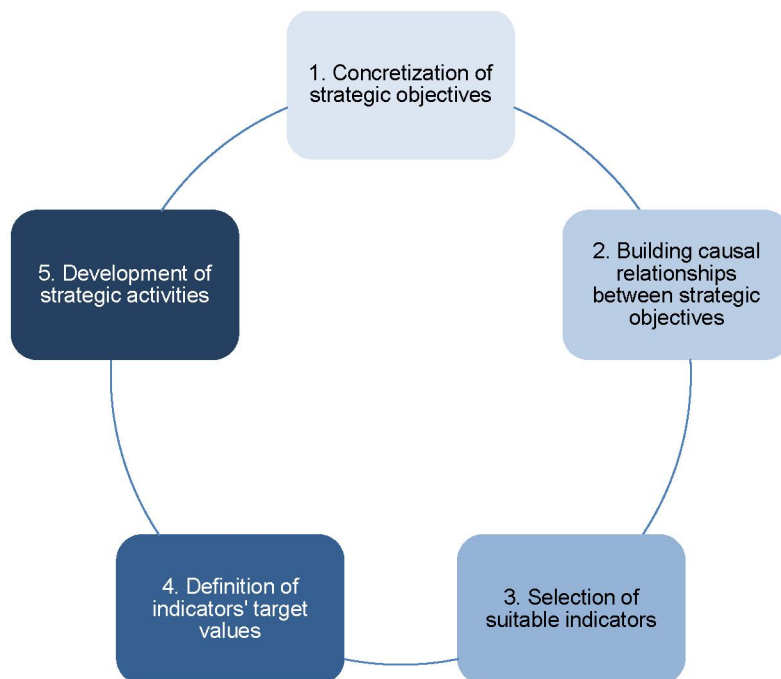 1. Concretization of
strategic objectives
2. Building causal
relationships
between strategic
objectives
3. Selection of
suitable indicators
4. Definition of
indicators' target
values
5. Development of
strategic activities